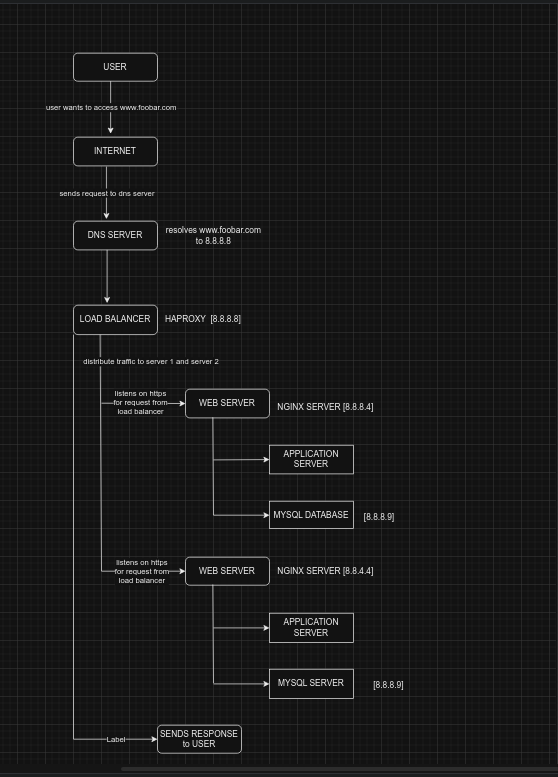 USER
user wants to access www.foobar.com
INTERNET
sends request to dns server
DNS SERVER
resolves www.foobar.com
to 8.8.8.8
LOAD BALANCER
HAPROXY [8.8.8.8]
distribute traffic to server 1 and server 2
listens on https
for request from
load balancer
WEB SERVER
NGINX SERVER [8.8.8.4]
APPLICATION
SERVER
MYSQL DATABASE
[8.8.8.9]
listens on https
for request from
load balancer
WEB SERVER
NGINX SERVER [8.8.4.4]
APPLICATION
SERVER
MYSQL SERVER
[8.8.8.9]
Label
SENDS RESPONSE
to USER